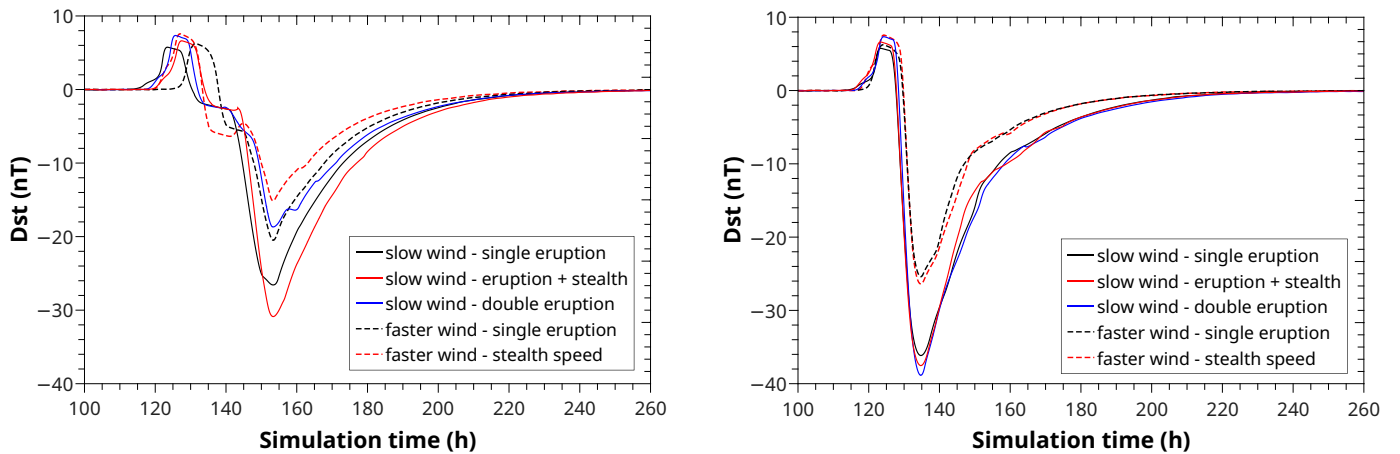 10
0
−10
−20
−30
−40
Dst (nT)
100 120 140 160 180 200 220 240 260
Simulation time (h)
slow wind - single eruption
slow wind - eruption + stealth
slow wind - double eruption
faster wind - single eruption
faster wind - stealth speed
10
0
−10
−20
−30
−40
Dst (nT)
100 120 140 160 180 200 220 240 260
Simulation time (h)
slow wind - single eruption
slow wind - eruption + stealth
slow wind - double eruption
faster wind - single eruption
faster wind - stealth speed